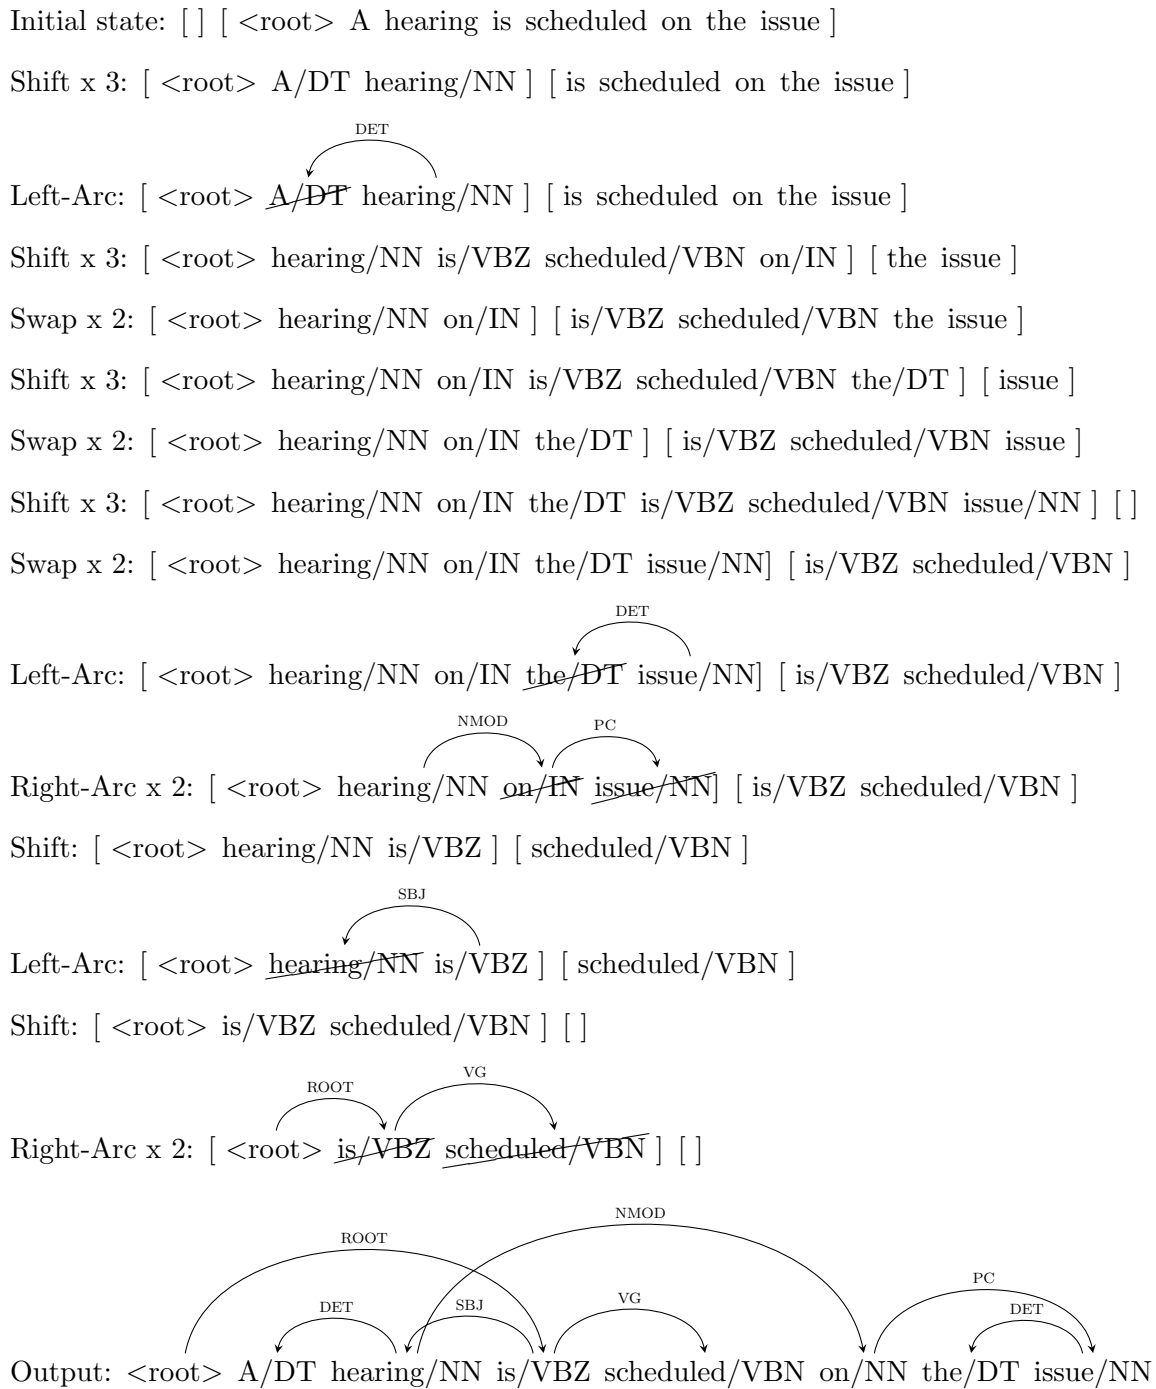 Initial state: [ ] [ <root> A hearing is scheduled on the issue ]
Shift x 3: [ <root> A/DT hearing/NN ] [ is scheduled on the issue ]
DET
Left-Arc: [ <root> A/DT hearing/NN ] [ is scheduled on the issue ]
Shift x 3: [ <root> hearing/NN is/VBZ scheduled/VBN on/IN ] [ the issue ]
Swap x 2: [ <root> hearing/NN on/IN ] [ is/VBZ scheduled/VBN the issue ]
Shift x 3: [ <root> hearing/NN on/IN is/VBZ scheduled/VBN the/DT ] [ issue ]
Swap x 2: [ <root> hearing/NN on/IN the/DT ] [ is/VBZ scheduled/VBN issue ]
Shift x 3: [ <root> hearing/NN on/IN the/DT is/VBZ scheduled/VBN issue/NN ] [ ]
Swap x 2: [ <root> hearing/NN on/IN the/DT issue/NN] [ is/VBZ scheduled/VBN ]
DET
Left-Arc: [ <root> hearing/NN on/IN the/DT issue/NN] [ is/VBZ scheduled/VBN ]
NMOD PC
Right-Arc x 2: [ <root> hearing/NN on/IN issue/NN] [ is/VBZ scheduled/VBN ]
Shift: [ <root> hearing/NN is/VBZ ] [ scheduled/VBN ]
SBJ
Left-Arc: [ <root> hearing/NN is/VBZ ] [ scheduled/VBN ]
Shift: [ <root> is/VBZ scheduled/VBN ] [ ]
ROOT VG
Right-Arc x 2: [ <root> is/VBZ scheduled/VBN ] [ ]
NMOD
ROOT
PC
DET SBJ VG DET
Output: <root> A/DT hearing/NN is/VBZ scheduled/VBN on/NN the/DT issue/NN